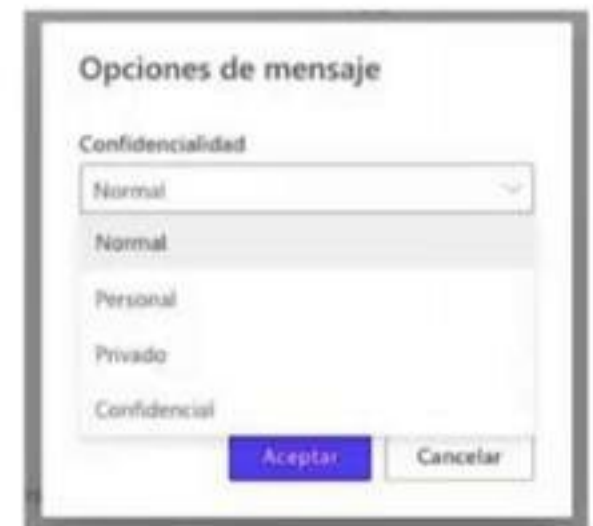 Opciones de mensaje
Confidencialidad
Normal
Normal
Personal
Privado
Confidencial
Aceptar
Cancelar